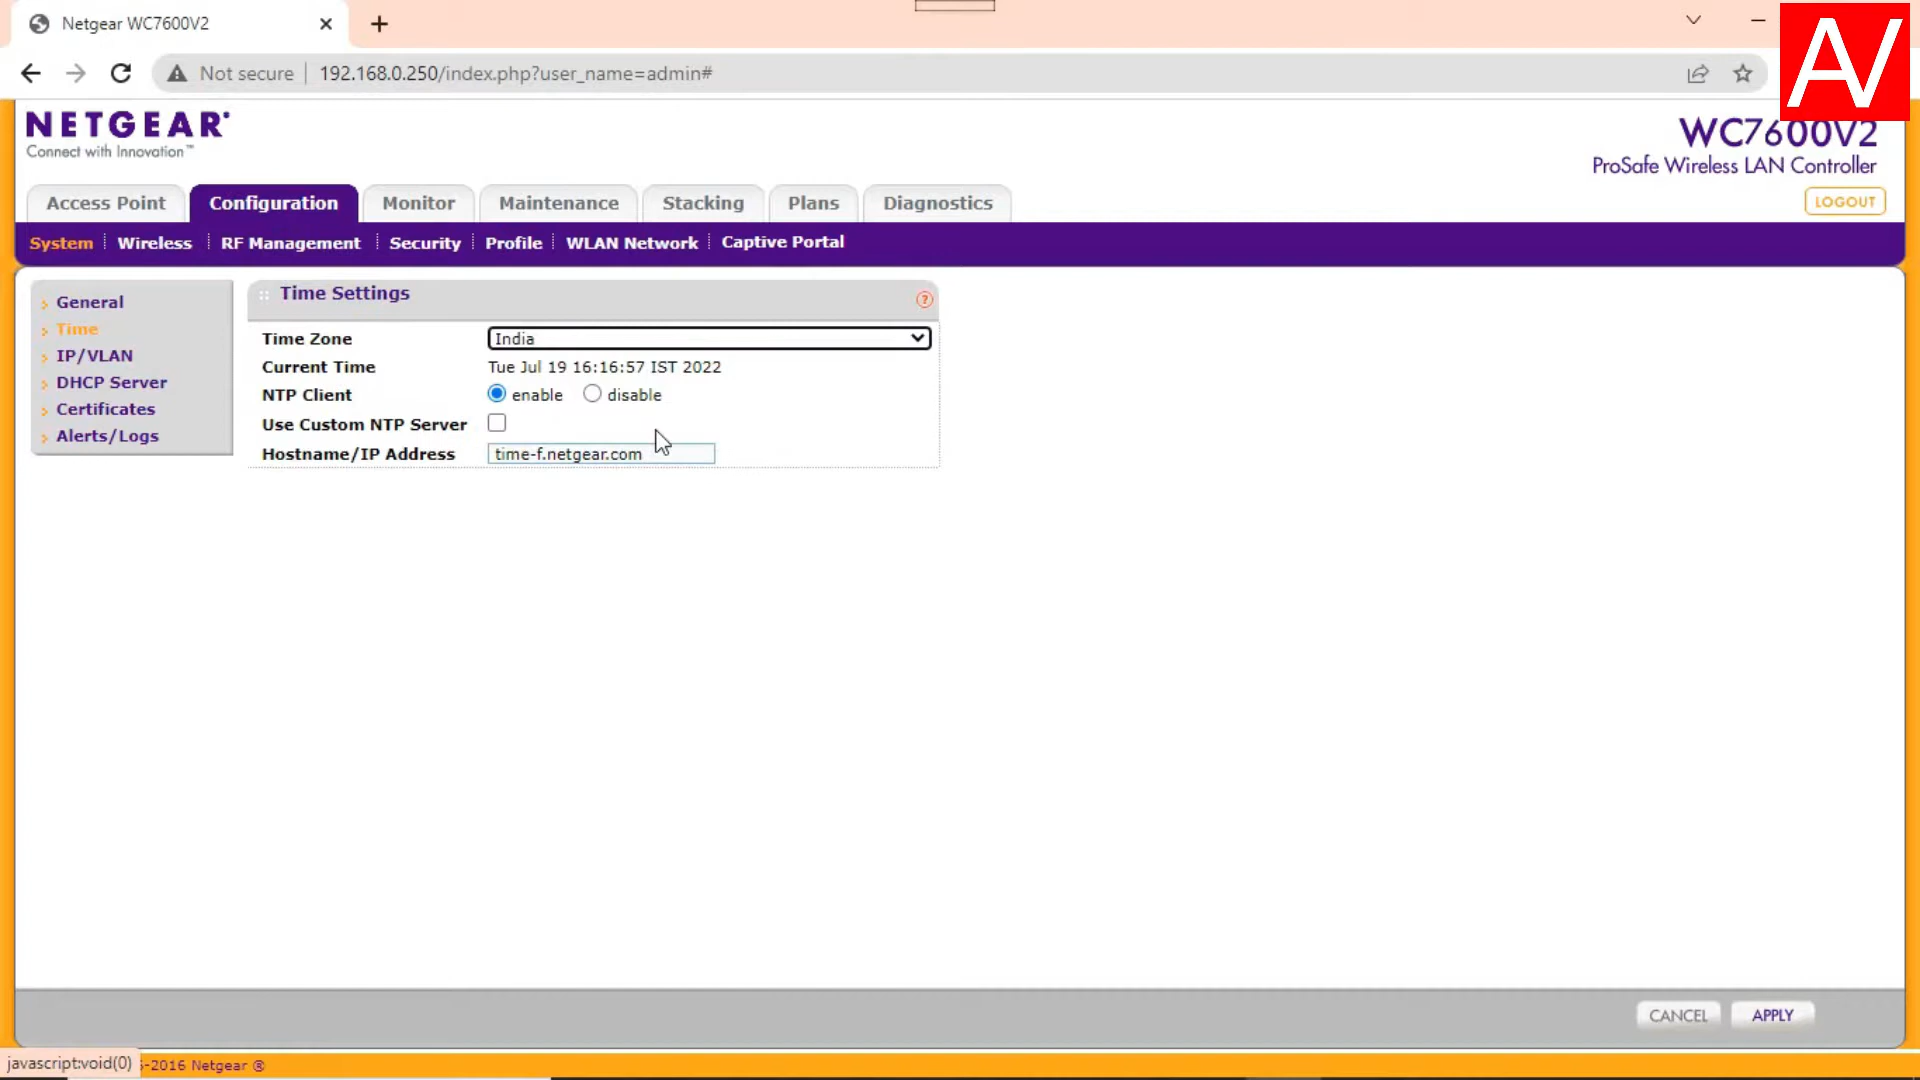 Netgear WC7600V2
Not secure 192.168.0.250/index.php?user_name=admin#
AV
NETGEAR
Connect with Innovation™
WC7600V2
ProSafe Wireless LAN Controller
Access Point Configuration Monitor Maintenance Stacking Plans Diagnostics
LOGOUT
System Wireless RF Management Security Profile WLAN Network Captive Portal
General
Time
IP/VLAN
DHCP Server
Certificates
Alerts/Logs
Time Settings ?
Time Zone India
Current Time Tue Jul 19 16:16:57 IST 2022
NTP Client enable disable
Use Custom NTP Server
Hostname/IP Address time-f.netgear.com
CANCEL APPLY
javascript:void(0) -2016 Netgear ®